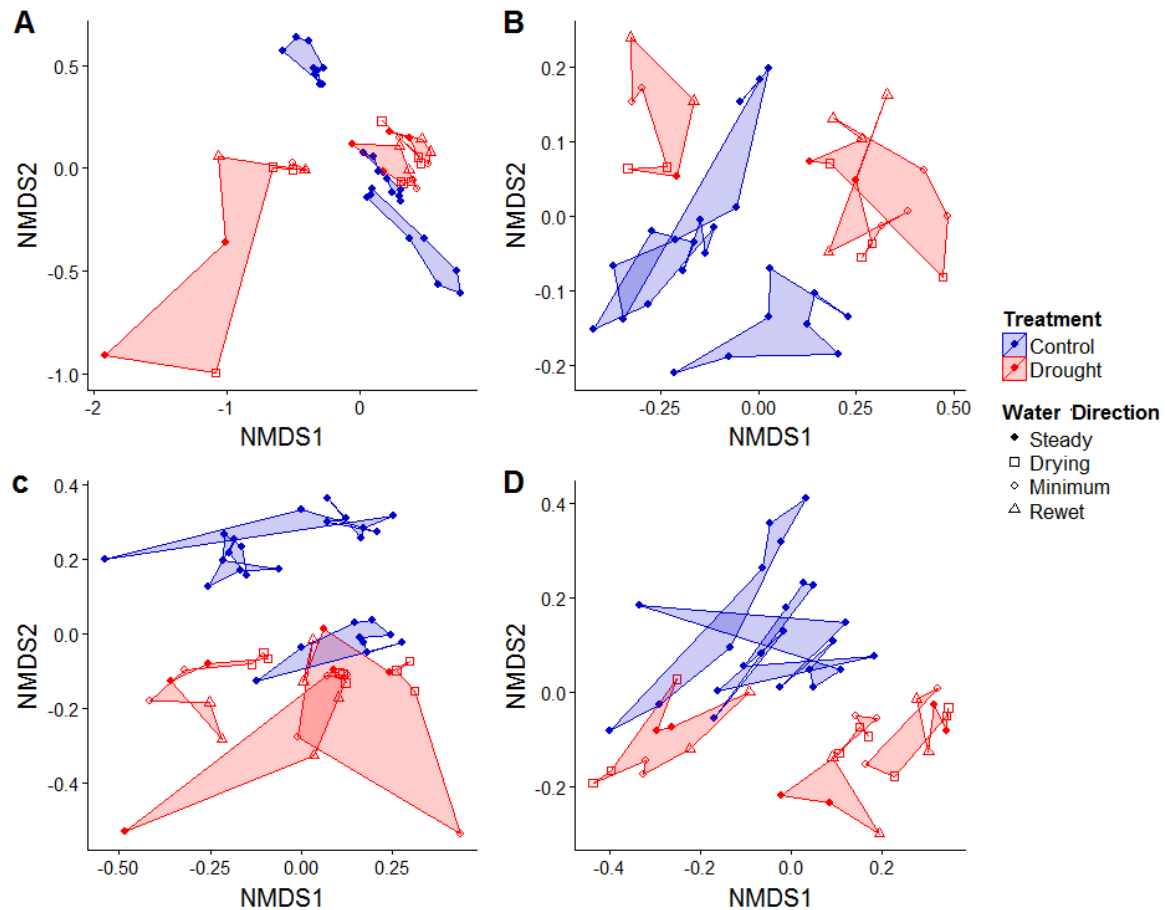 A
B
NMDS2
0.5
0.0
-0.5
-1.0
-2
-1
0
NMDS1
NMDS2
0.2
0.1
0.0
-0.1
-0.2
-0.25
0.00
0.25
0.50
NMDS1
Treatment
Control
Drought
Water Direction
Steady
Drying
Minimum
Rewet
c
D
NMDS2
0.4
0.2
0.0
-0.2
-0.4
-0.50
-0.25
0.00
0.25
NMDS1
NMDS2
0.4
0.2
0.0
-0.2
-0.4
-0.2
0.0
0.2
NMDS1